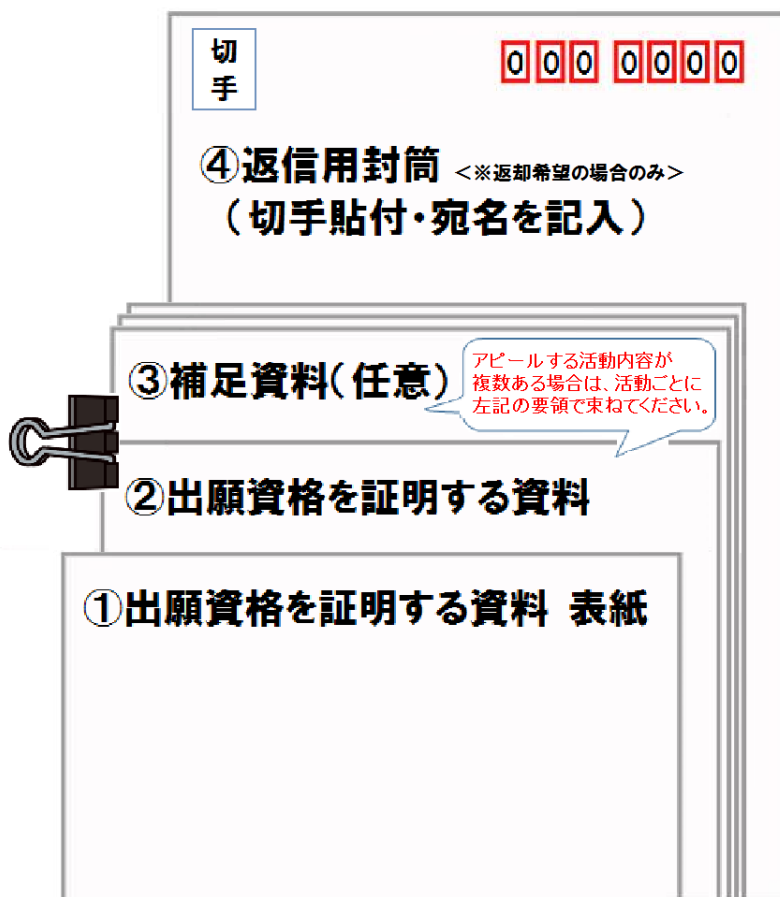 切
手
000 0000
④返信用封筒 <※返却希望の場合のみ>
（切手貼付・宛名を記入）
③補足資料（任意）
アピールする活動内容が
複数ある場合は、活動ごとに
左記の要領で束ねてください。
②出願資格を証明する資料
①出願資格を証明する資料 表紙